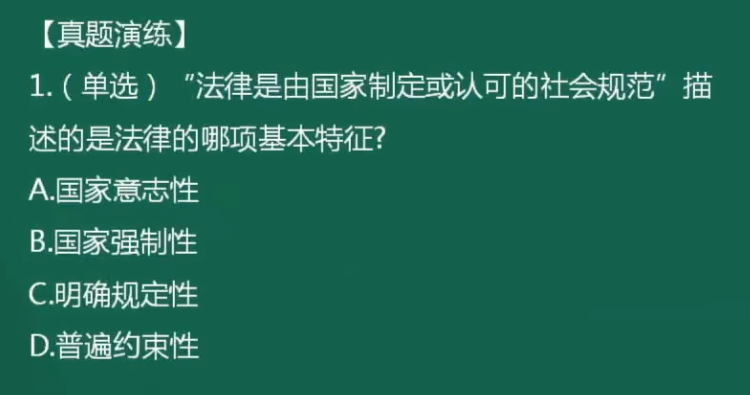 【真题演练】
1.（单选）“法律是由国家制定或认可的社会规范”描
述的是法律的哪项基本特征?
A.国家意志性
B.国家强制性
C.明确规定性
D.普遍约束性